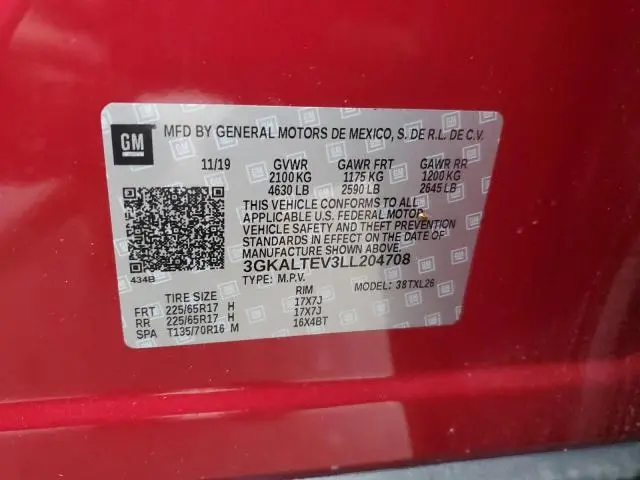 GM
MFD BY GENERAL MOTORS DE MEXICO, S. DE R.L. DE C.V.
11/19 GVWR GAWR FRT GAWR RR
2100 KG 1175 KG 1200 KG
4630 LB 2590 LB 2645 LB
THIS VEHICLE CONFORMS TO ALL
APPLICABLE U.S. FEDERAL MOTOR
VEHICLE SAFETY AND THEFT PREVENTION
STANDARDS IN EFFECT ON THE DATE OF
MANUFACTURE SHOWN ABOVE.
3GKALTEV3LL204708
434B
TYPE: M.P.V. MODEL: 38TXL26
TIRE SIZE RIM
FRT 225/65R17 H 17X7J
RR 225/65R17 H 17X7J
SPA T135/70R16 M 16X4BT